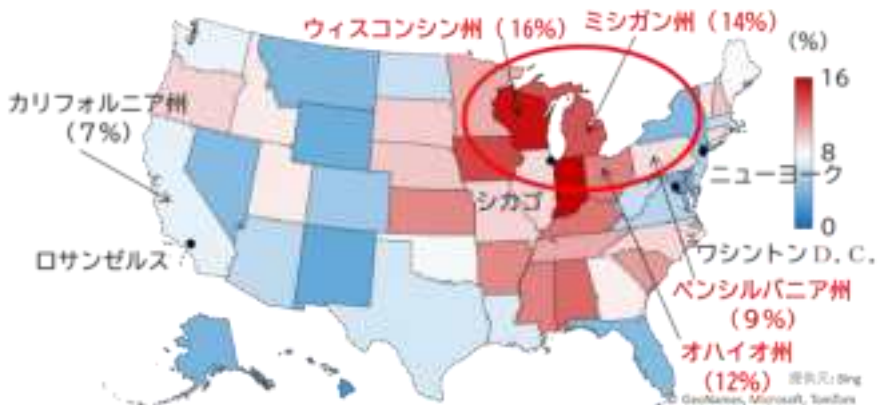 ウィスコンシン州(16%)
ミシガン州(14%)
(%)
16
8
0
カリフォルニア州
(7%)
ロサンゼルス
シカゴ
ニューヨーク
ワシントンD.C.
ペンシルバニア州
(9%)
オハイオ州
(12%)
提供元: Bing
© GeoNames, Microsoft, TomTom